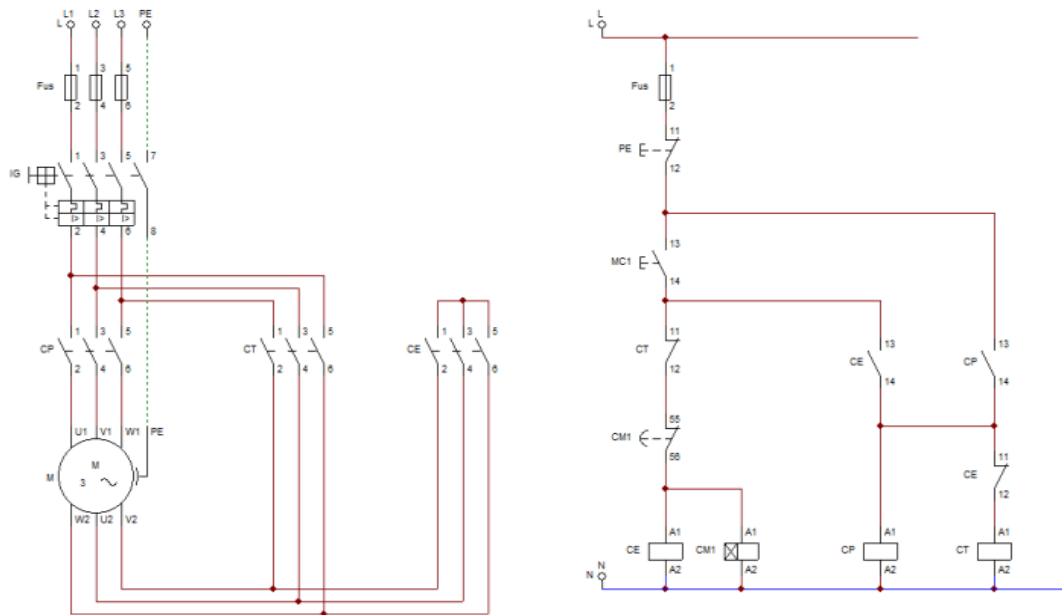 L1 L2 L3 PE
L
1 3 5
Fus
2 4 6
1 3 5 7
IG
I> I> I>
2 4 6 8
1 3 5
CP
2 4 6
1 3 5
CT
2 4 6
1 3 5
CE
2 4 6
U1 V1 W1 PE
M
M
3
W2 U2 V2
L
L
1
Fus
2
11
PE
12
13
MC1
14
11
CT
12
13
CE
14
13
CP
14
55
CM1
56
11
CE
12
A1
CE
A2
A1
CM1
A2
A1
CP
A2
A1
CT
A2
N
N